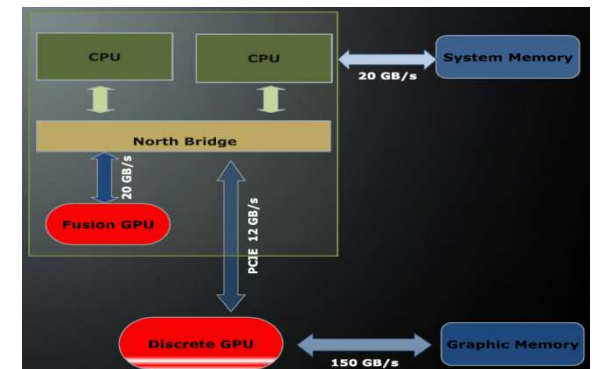 CPU
CPU
System Memory
20 GB/s
North Bridge
20 GB/s
Fusion GPU
PCIE 12 GB/s
Discrete GPU
Graphic Memory
150 GB/s